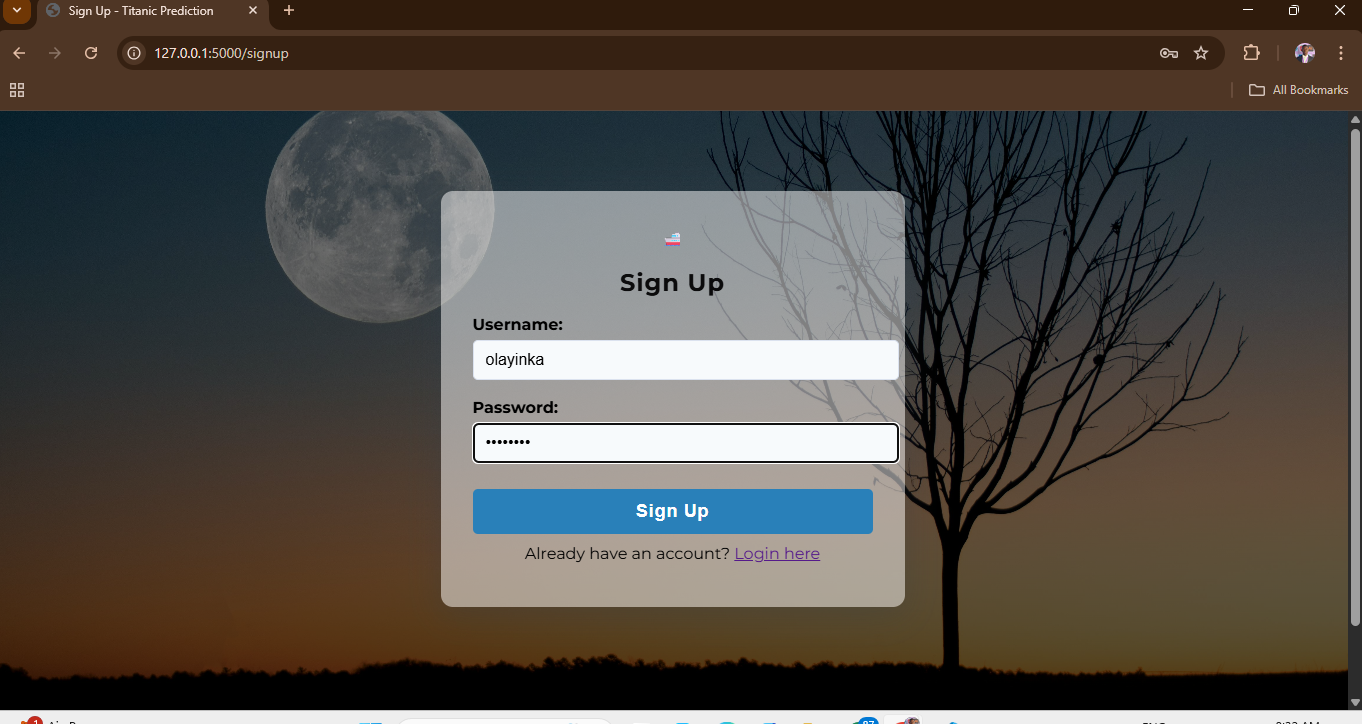 Sign Up - Titanic Prediction
127.0.0.1:5000/signup
All Bookmarks
Sign Up
Username:
olayinka
Password:
••••••••
Sign Up
Already have an account? Login here